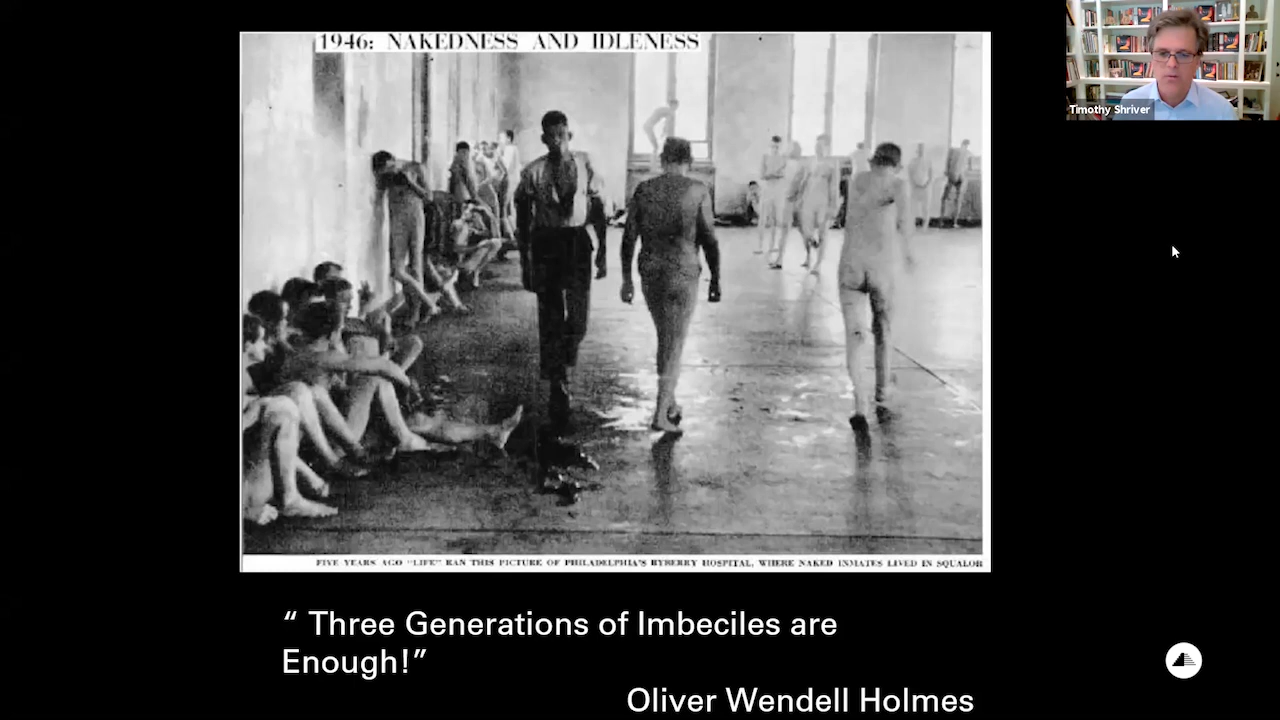 1946: NAKEDNESS AND IDLENESS
Timothy Shriver
FIVE YEARS AGO "LIFE" RAN THIS PICTURE OF PHILADELPHIA'S BYBERRY HOSPITAL, WHERE NAKED INMATES LIVED IN SQUALOR
“ Three Generations of Imbeciles are
Enough!”
Oliver Wendell Holmes